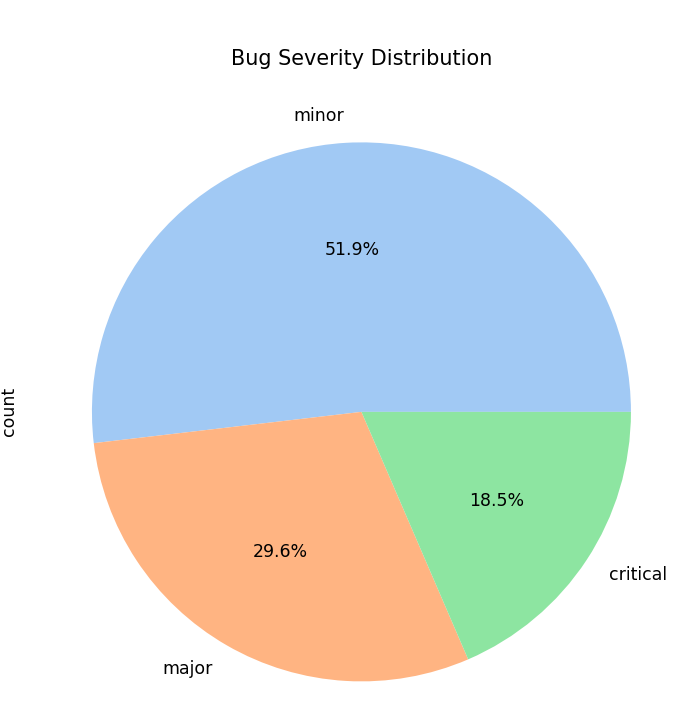 Bug Severity Distribution
minor
51.9%
count
18.5%
29.6%
critical
major